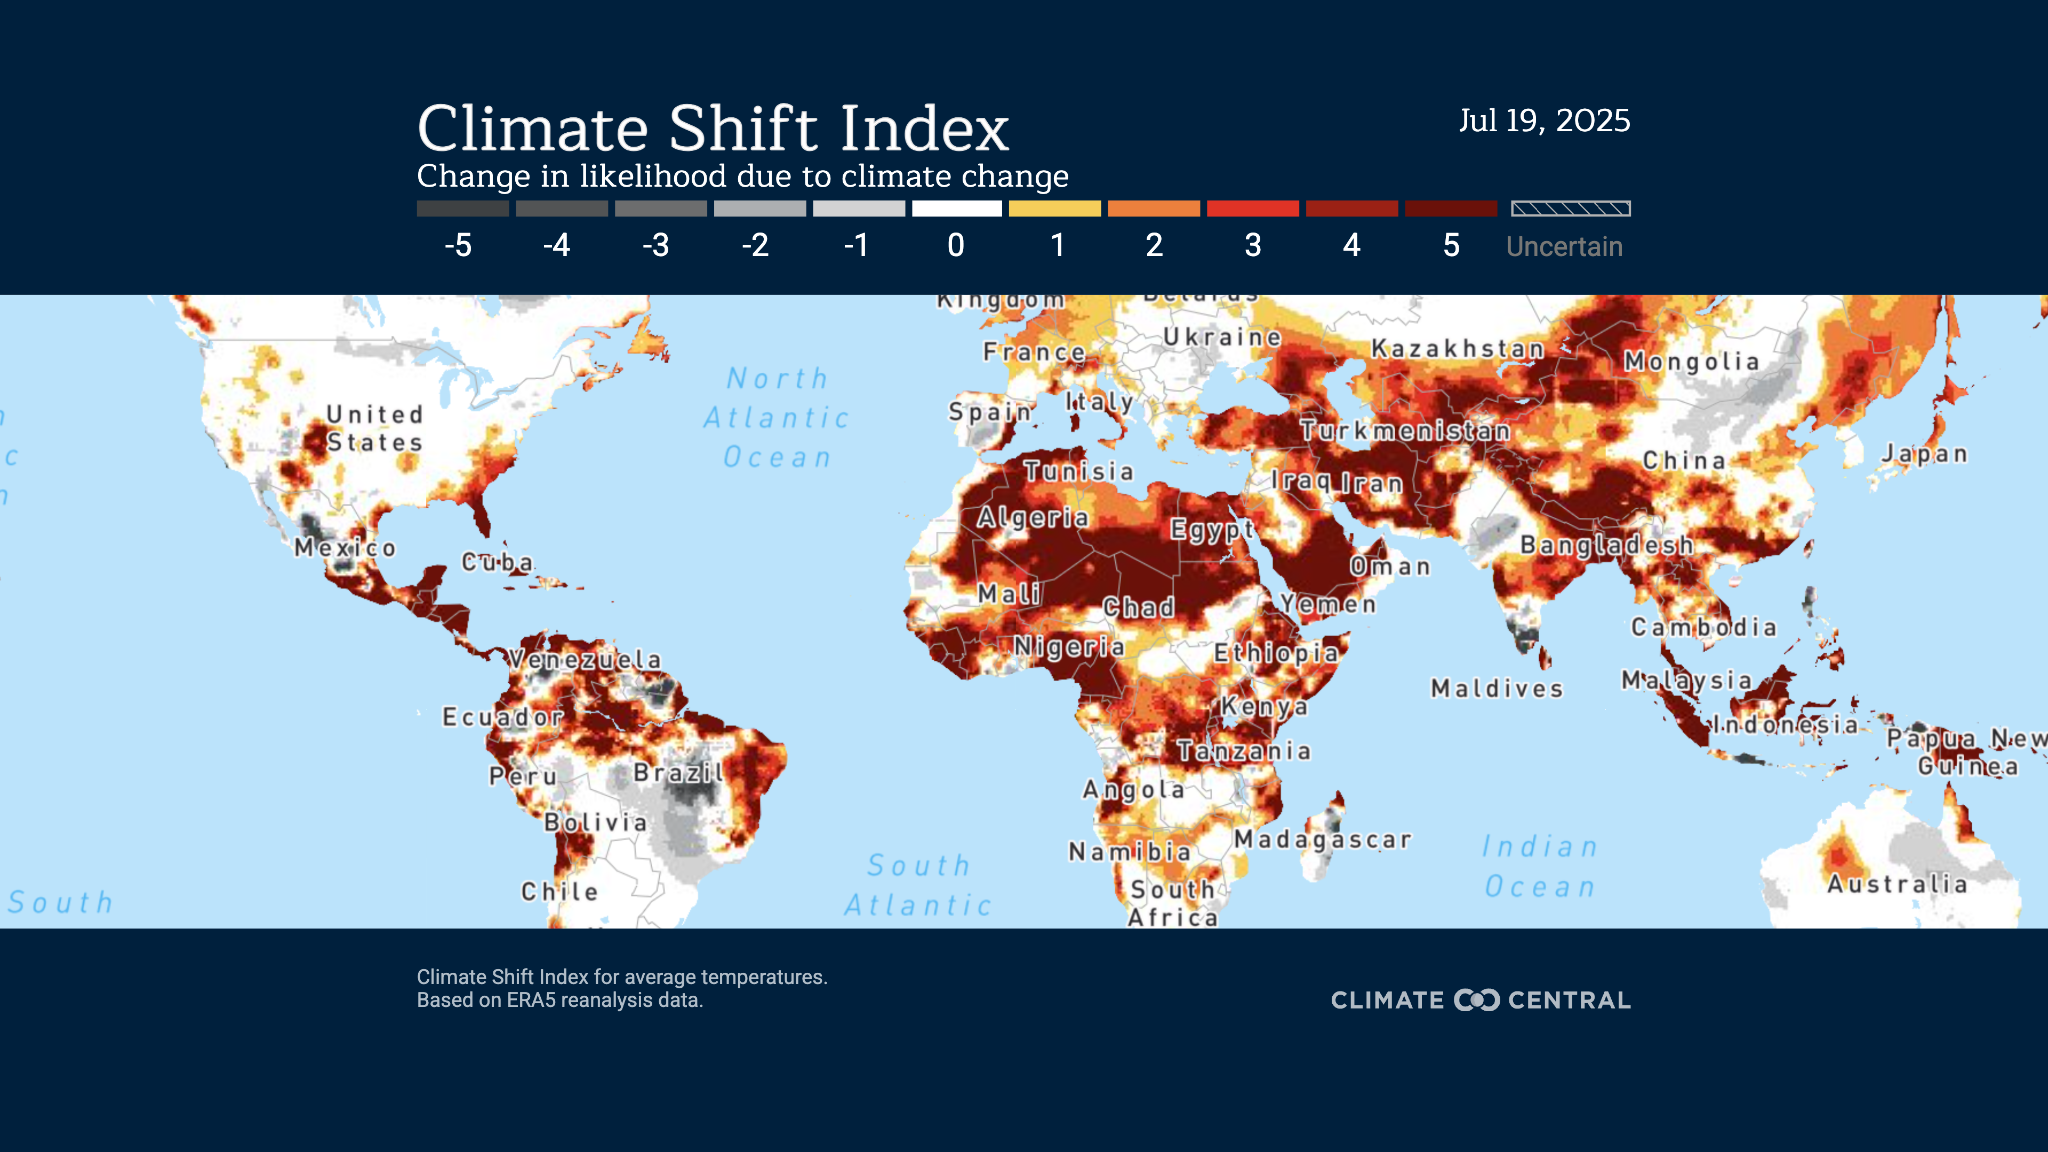 Climate Shift Index
Jul 19, 2025
Change in likelihood due to climate change
-5 -4 -3 -2 -1 0 1 2 3 4 5 Uncertain
Kingdom
Belarus
Ukraine
France
Kazakhstan
Mongolia
North
Atlantic
Ocean
United
States
Spain
Italy
Turkmenistan
China
Japan
Tunisia
Iraq
Iran
Algeria
Egypt
Mexico
Cuba
Bangladesh
Oman
Mali
Chad
Yemen
Cambodia
Nigeria
Ethiopia
Venezuela
Maldives
Malaysia
Ecuador
Kenya
Indonesia
Papua New
Guinea
Tanzania
Peru
Brazil
Angola
Bolivia
Madagascar
Namibia
Indian
Ocean
South
Atlantic
Chile
South
Africa
Australia
South
Climate Shift Index for average temperatures.
Based on ERA5 reanalysis data.
CLIMATE CENTRAL